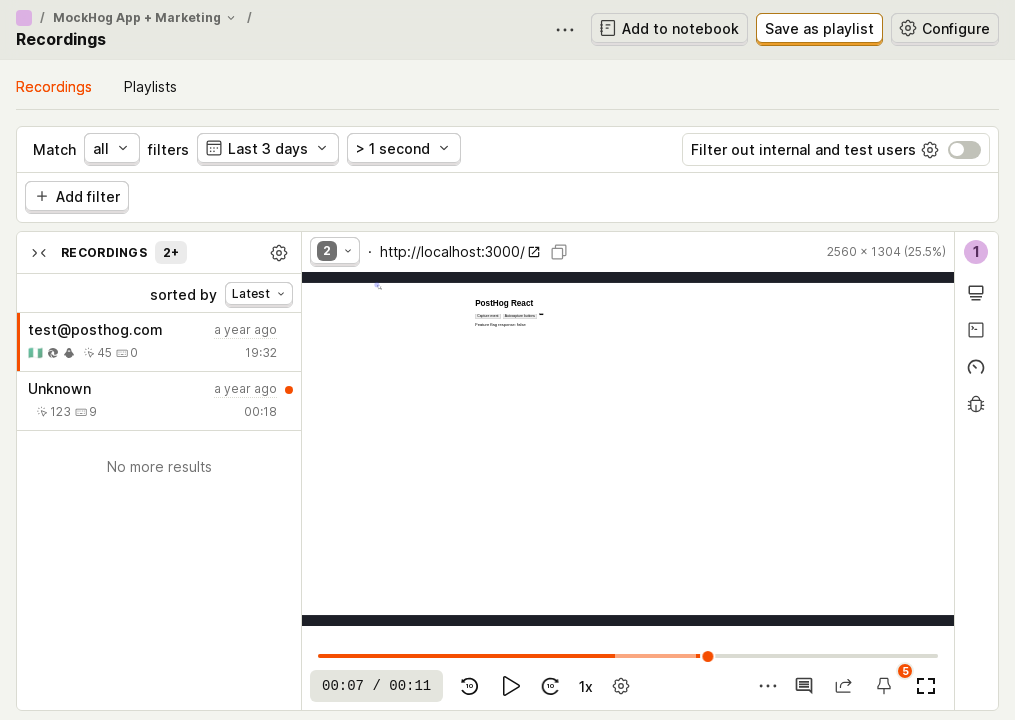 / MockHog App + Marketing /
Recordings
Add to notebook
Save as playlist
Configure
Recordings
Playlists
Match all filters Last 3 days > 1 second
Filter out internal and test users
Add filter
RECORDINGS 2+
sorted by Latest
test@posthog.com a year ago
45 0 19:32
Unknown a year ago
123 9 00:18
No more results
2 · http://localhost:3000/ 2560 × 1304 (25.5%)
1
PostHog React
Capture event Autocapture buttons
Feature flag response: false
00:07 / 00:11
10
10
1x
5